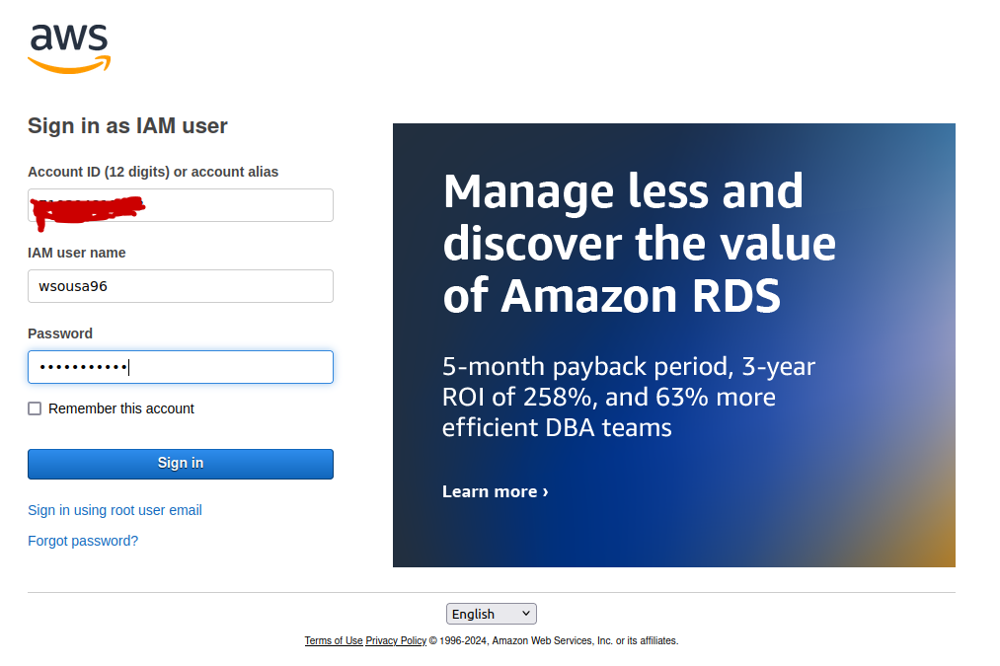 aws
Sign in as IAM user
Account ID (12 digits) or account alias
IAM user name
wsousa96
Password
•••••••••••
Remember this account
Sign in
Sign in using root user email
Forgot password?
Manage less and
discover the value
of Amazon RDS
5-month payback period, 3-year
ROI of 258%, and 63% more
efficient DBA teams
Learn more ›
English
Terms of Use Privacy Policy © 1996-2024, Amazon Web Services, Inc. or its affiliates.